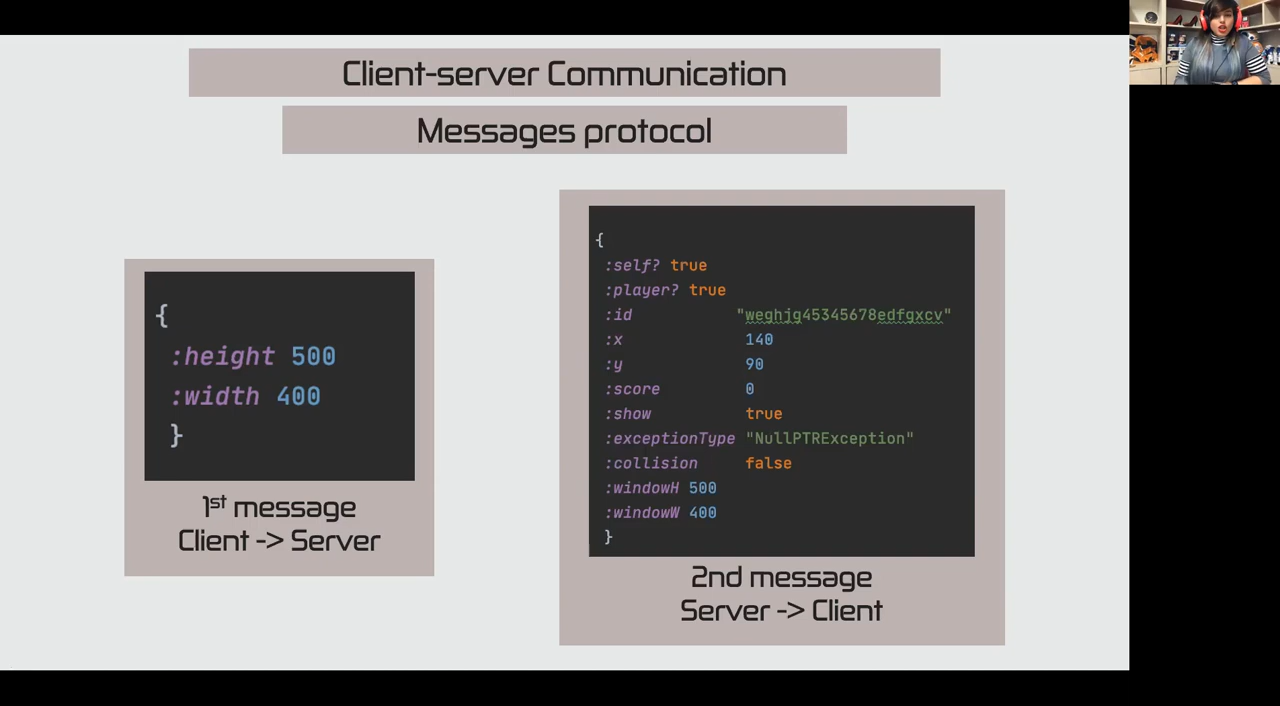 Client-server Communication
Messages protocol
{
:height 500
:width 400
}
1st message
Client -> Server
{
:self? true
:player? true
:id "weghjg45345678edfgxcv"
:x 140
:y 90
:score 0
:show true
:exceptionType "NullPTRException"
:collision false
:windowH 500
:windowW 400
}
2nd message
Server -> Client